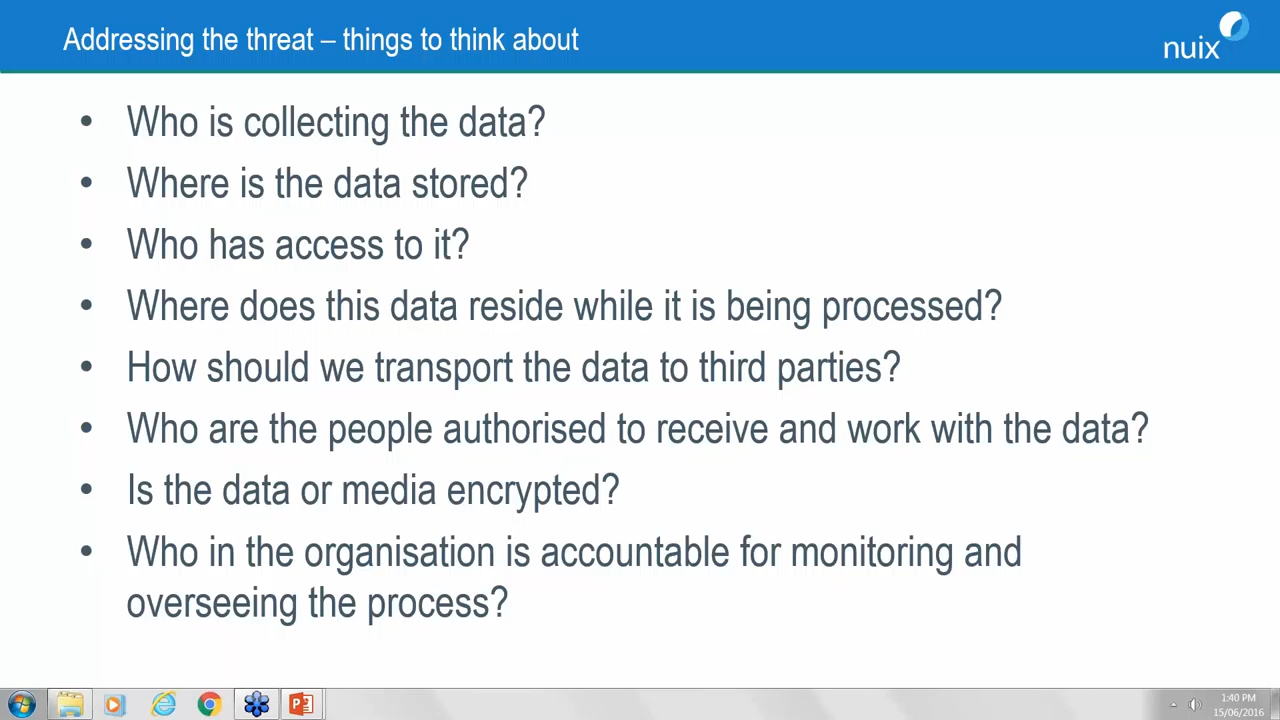 Addressing the threat – things to think about
nuix
• Who is collecting the data?
• Where is the data stored?
• Who has access to it?
• Where does this data reside while it is being processed?
• How should we transport the data to third parties?
• Who are the people authorised to receive and work with the data?
• Is the data or media encrypted?
• Who in the organisation is accountable for monitoring and
overseeing the process?
1:40 PM
15/06/2016